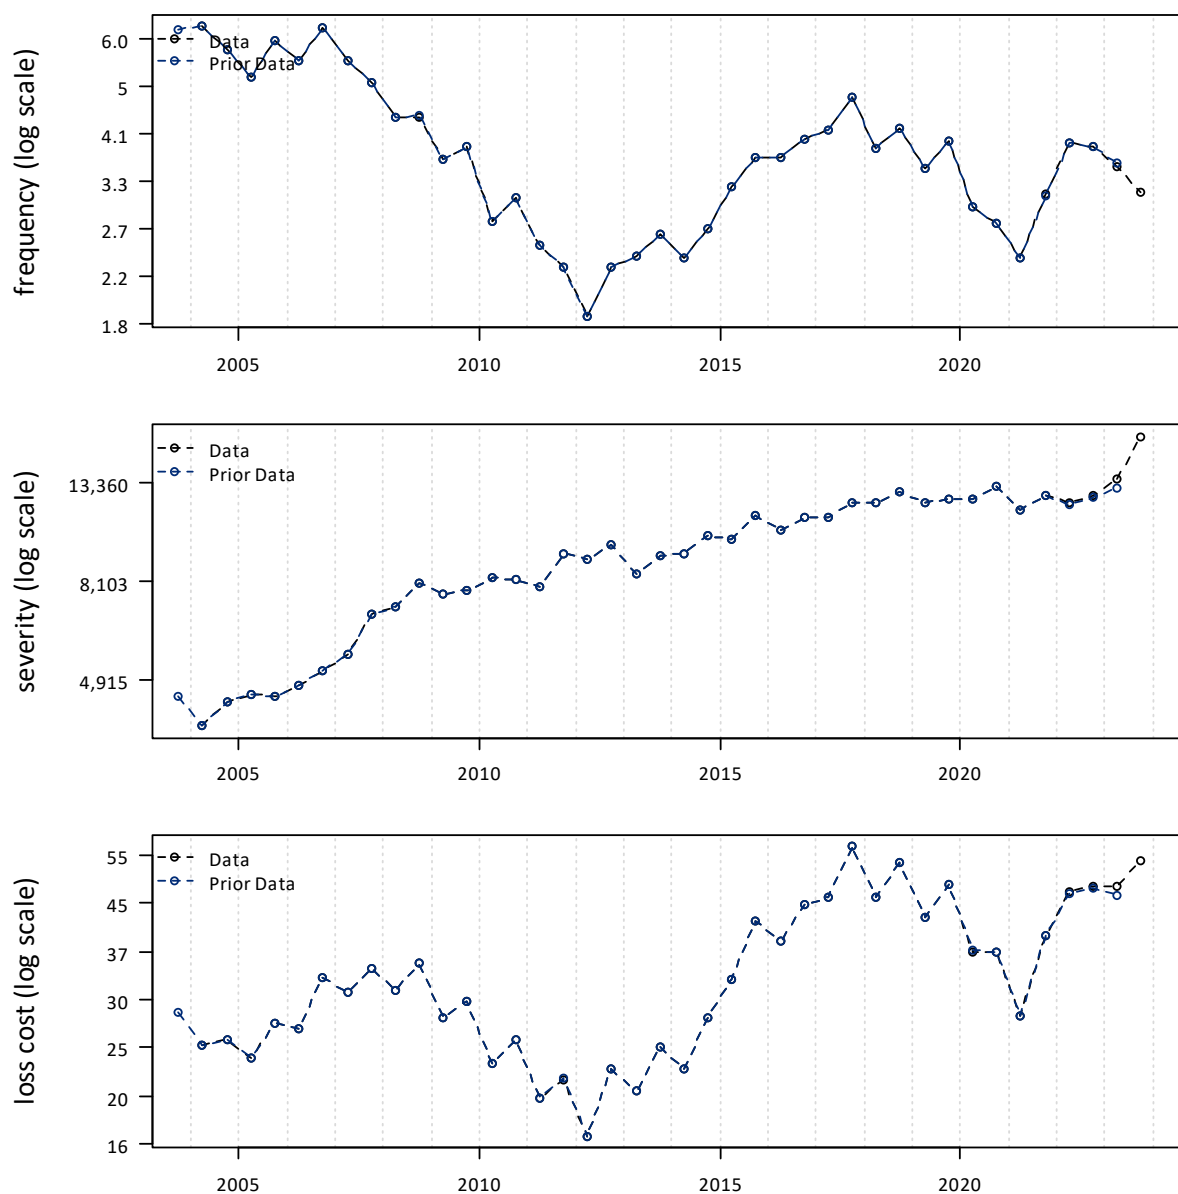 frequency (log scale)
6.0
5
4.1
3.3
2.7
2.2
1.8
Data
Prior Data
2005 2010 2015 2020
severity (log scale)
13,360
8,103
4,915
Data
Prior Data
2005 2010 2015 2020
loss cost (log scale)
55
45
37
30
25
20
16
Data
Prior Data
2005 2010 2015 2020